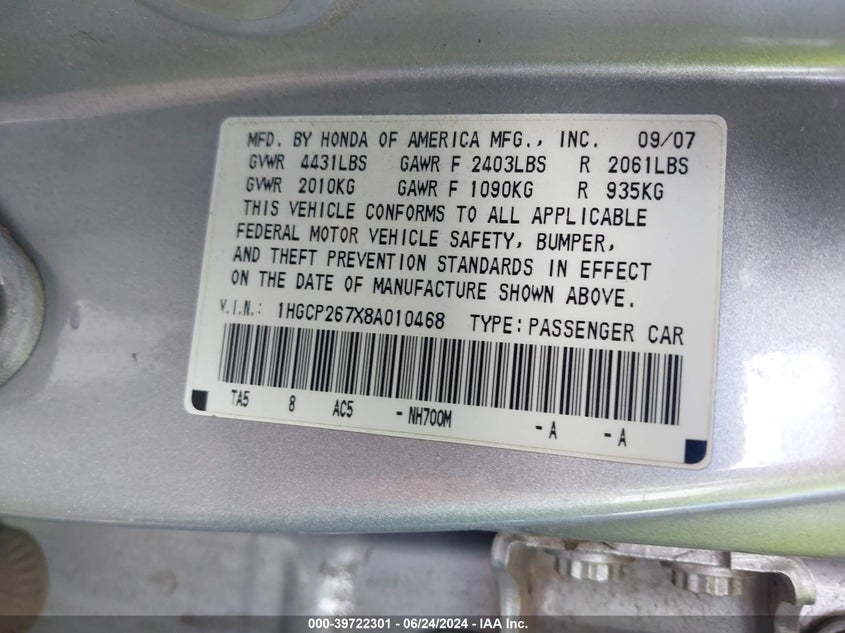 MFD. BY HONDA OF AMERICA MFG., INC. 09/07
GVWR 4431LBS GAWR F 2403LBS R 2061LBS
GVWR 2010KG GAWR F 1090KG R 935KG
THIS VEHICLE CONFORMS TO ALL APPLICABLE
FEDERAL MOTOR VEHICLE SAFETY, BUMPER,
AND THEFT PREVENTION STANDARDS IN EFFECT
ON THE DATE OF MANUFACTURE SHOWN ABOVE.
V.I.N.: 1HGCP267X8A010468 TYPE: PASSENGER CAR
TA5 8 AC5 - NH700M - A - A
000-39722301 - 06/24/2024 - IAA Inc.